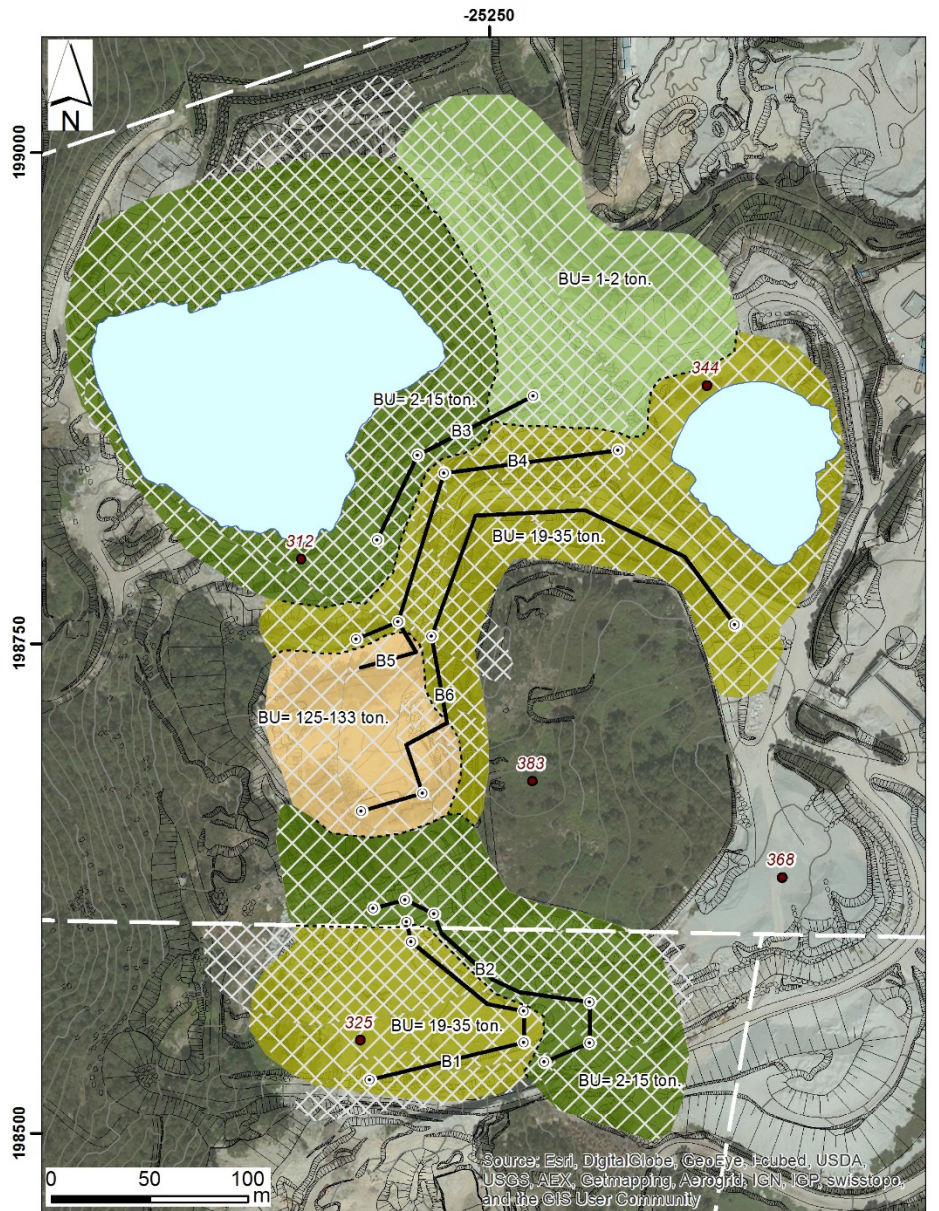 -25250
N
199000
BU= 1-2 ton.
344
BU= 2-15 ton.
B3
B4
BU= 19-35 ton.
312
198750
B5
B6
BU= 125-133 ton.
383
368
B2
325
BU= 19-35 ton.
B1
BU= 2-15 ton.
198500
0 50 100
m
Source: Esri, DigitalGlobe, GeoEye, i-cubed, USDA,
USGS, AEX, Getmapping, Aerogrid, IGN, IGP, swisstopo,
and the GIS User Community